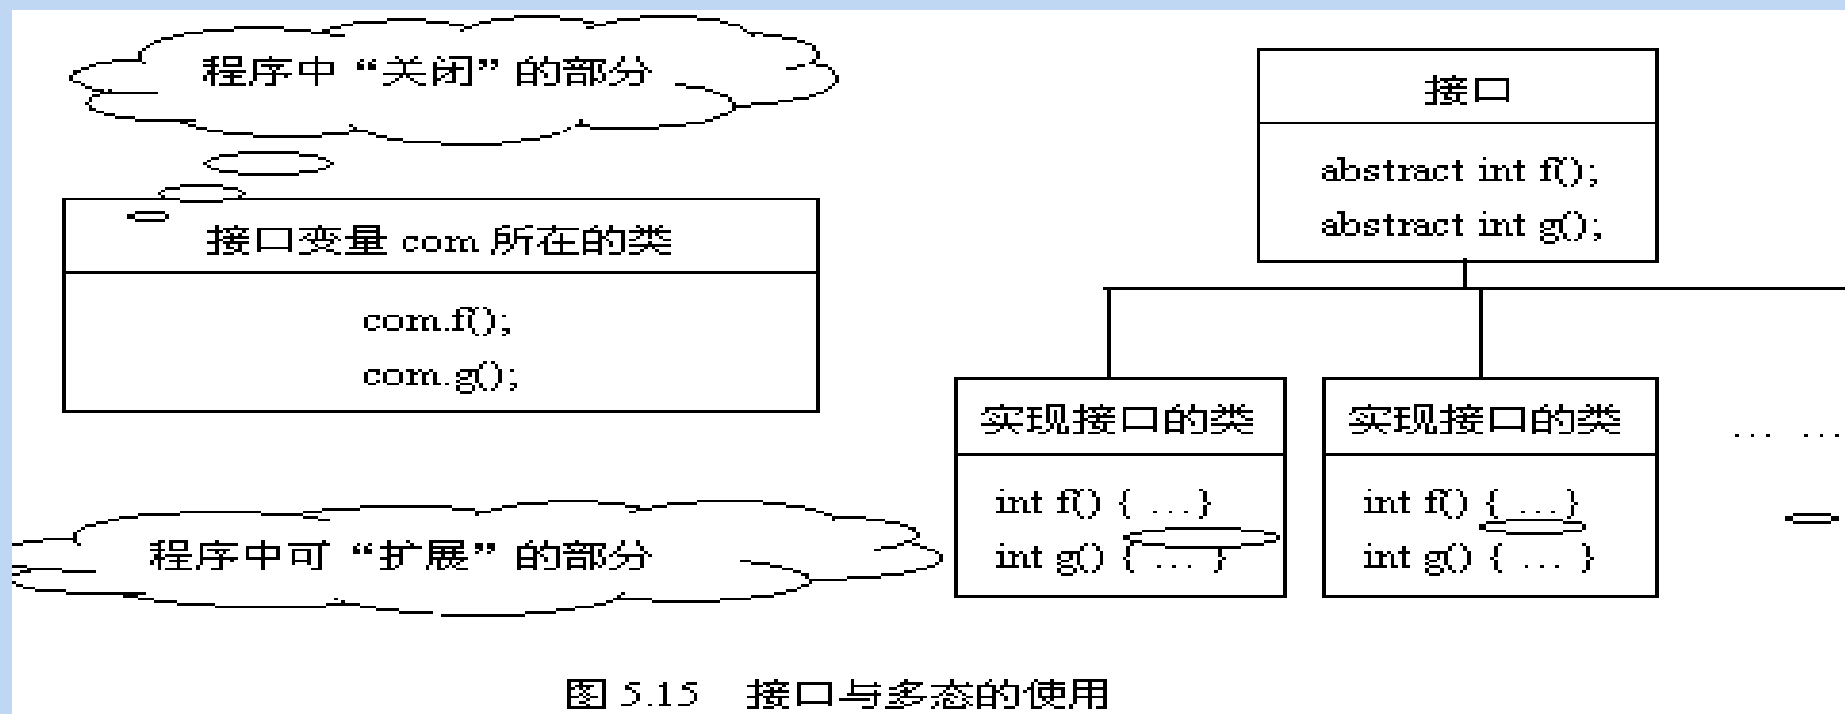 程序中“关闭”的部分
接口变量 com 所在的类
com.f();
com.g();
接口
abstract int f();
abstract int g();
实现接口的类
int f() { ...}
int g() { ... }
实现接口的类
int f() { ...}
int g() { ... }
... ...
程序中可“扩展”的部分
图 5.15 接口与多态的使用